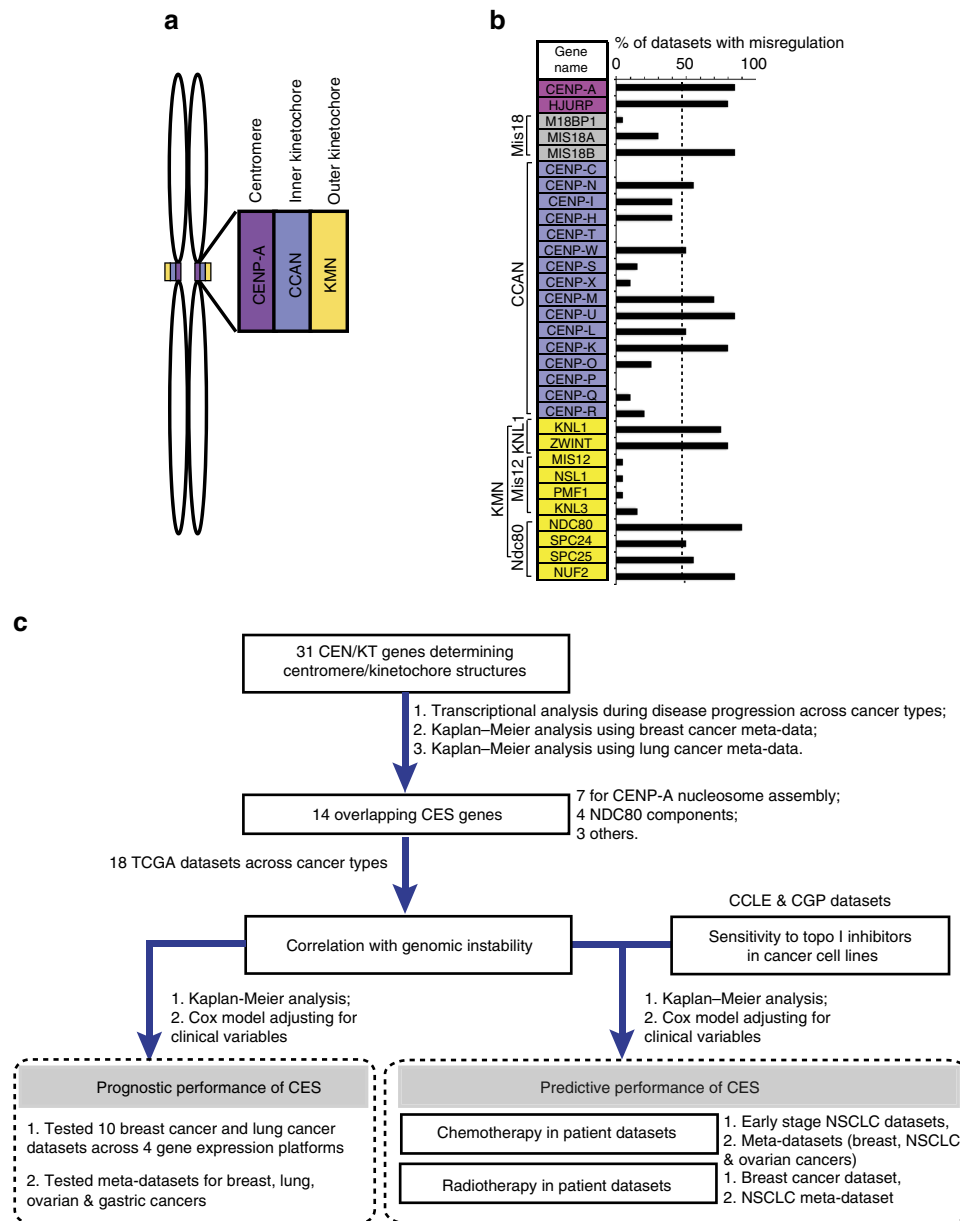 a
Centromere
Inner kinetochore
Outer kinetochore
CENP-A
CCAN
KMN
b
% of datasets with misregulation
Gene
name
0
50
100
Mis18
CCAN
KMN
KNL1
Mis12
Ndc80
CENP-A
HJURP
M18BP1
MIS18A
MIS18B
CENP-C
CENP-N
CENP-I
CENP-H
CENP-T
CENP-W
CENP-S
CENP-X
CENP-M
CENP-U
CENP-L
CENP-K
CENP-O
CENP-P
CENP-Q
CENP-R
KNL1
ZWINT
MIS12
NSL1
PMF1
KNL3
NDC80
SPC24
SPC25
NUF2
c
31 CEN/KT genes determining
centromere/kinetochore structures
1. Transcriptional analysis during disease progression across cancer types;
2. Kaplan–Meier analysis using breast cancer meta-data;
3. Kaplan–Meier analysis using lung cancer meta-data.
14 overlapping CES genes
7 for CENP-A nucleosome assembly;
4 NDC80 components;
3 others.
18 TCGA datasets across cancer types
Correlation with genomic instability
CCLE & CGP datasets
Sensitivity to topo I inhibitors
in cancer cell lines
1. Kaplan-Meier analysis;
2. Cox model adjusting for
clinical variables
1. Kaplan–Meier analysis;
2. Cox model adjusting for
clinical variables
Prognostic performance of CES
1. Tested 10 breast cancer and lung cancer
datasets across 4 gene expression platforms
2. Tested meta-datasets for breast, lung,
ovarian & gastric cancers
Predictive performance of CES
Chemotherapy in patient datasets
1. Early stage NSCLC datasets,
2. Meta-datasets (breast, NSCLC
& ovarian cancers)
Radiotherapy in patient datasets
1. Breast cancer dataset,
2. NSCLC meta-dataset